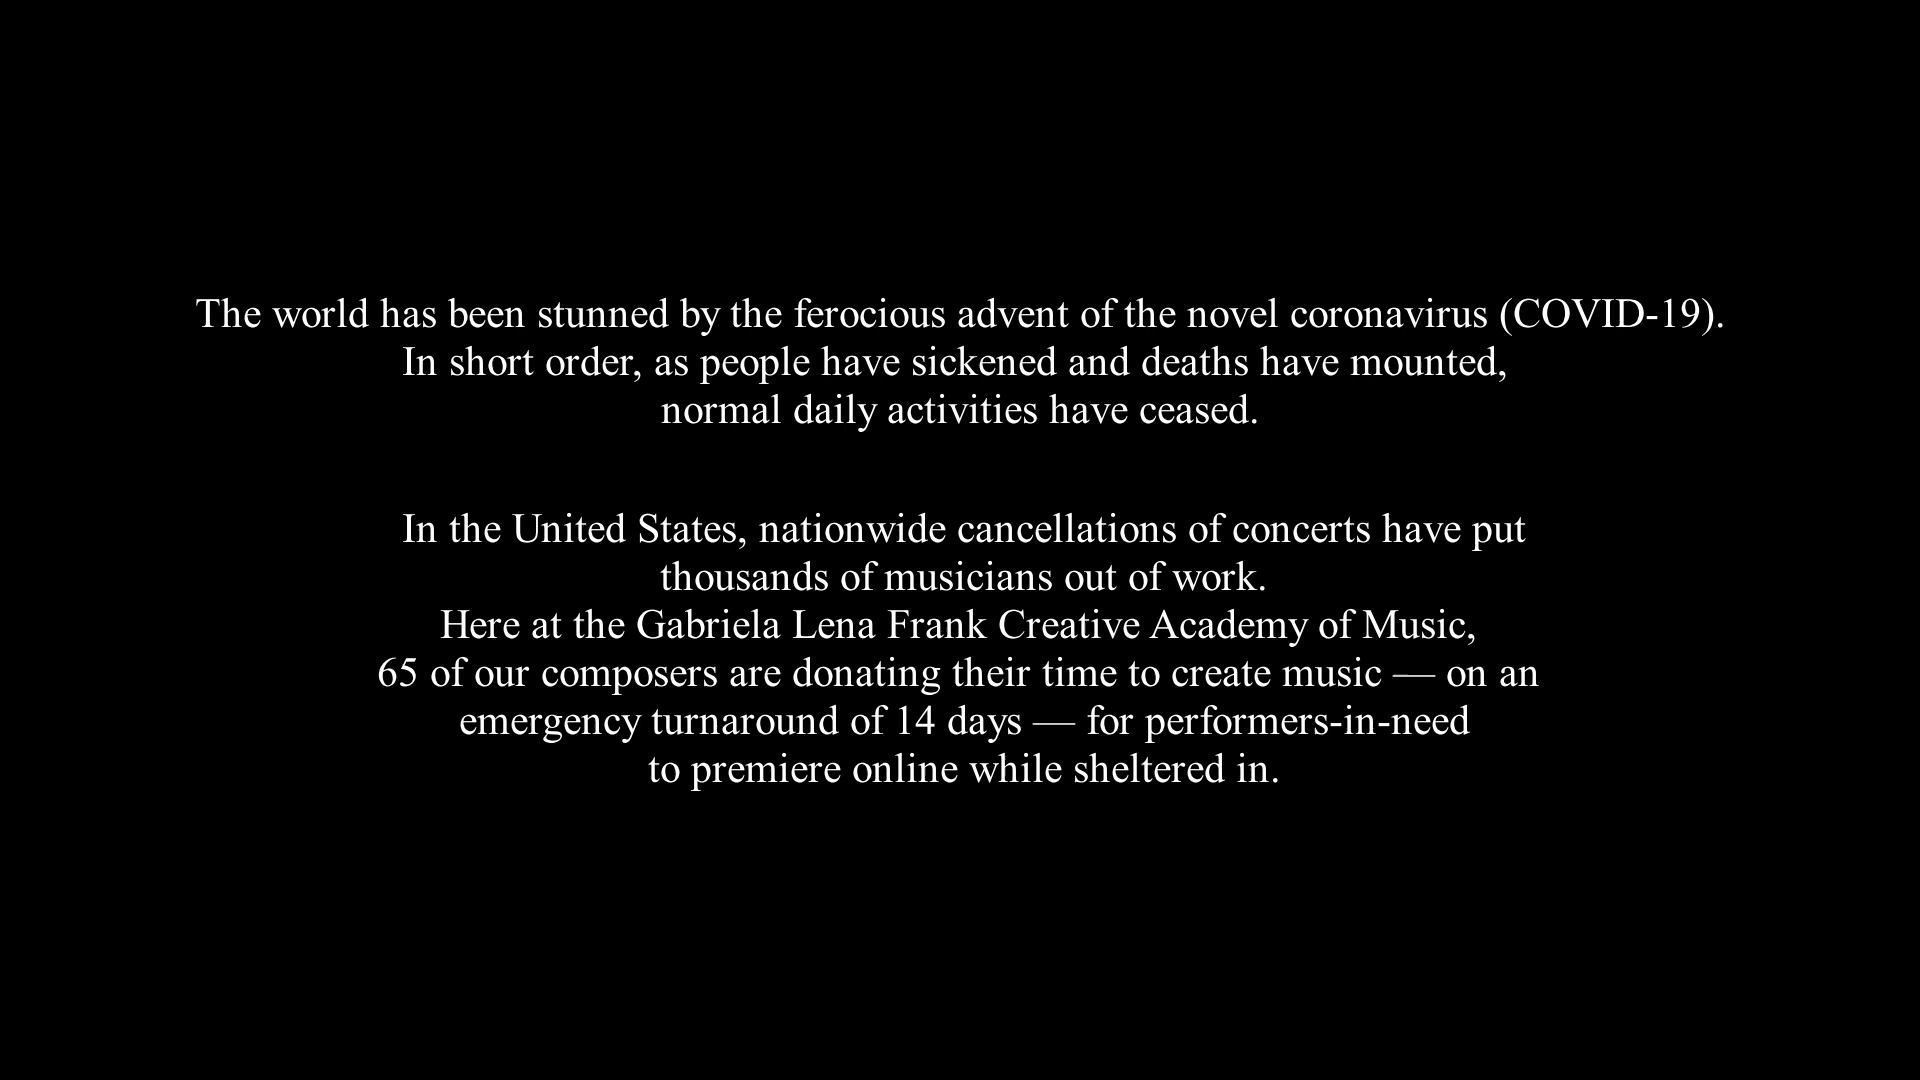 The world has been stunned by the ferocious advent of the novel coronavirus (COVID-19).
In short order, as people have sickened and deaths have mounted,
normal daily activities have ceased.
In the United States, nationwide cancellations of concerts have put
thousands of musicians out of work.
Here at the Gabriela Lena Frank Creative Academy of Music,
65 of our composers are donating their time to create music — on an
emergency turnaround of 14 days — for performers-in-need
to premiere online while sheltered in.